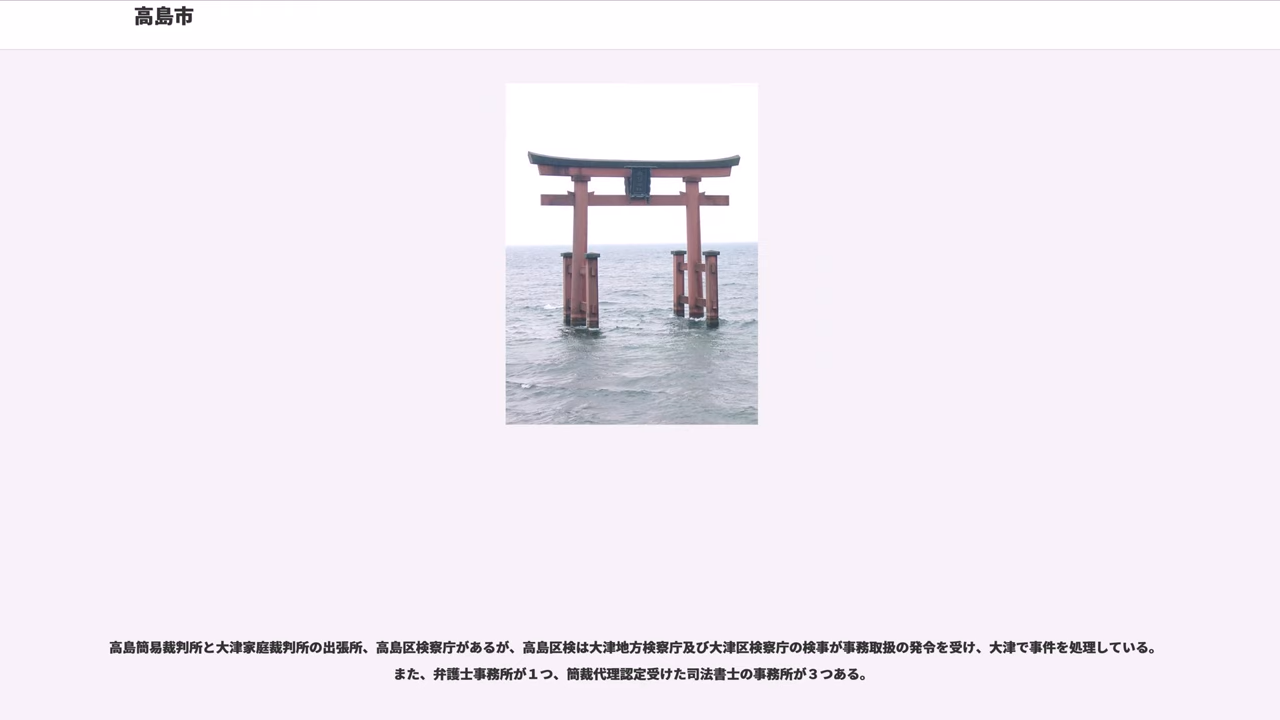 高島市
高島簡易裁判所と大津家庭裁判所の出張所、高島区検察庁があるが、高島区検は大津地方検察庁及び大津区検察庁の検事が事務取扱の発令を受け、大津で事件を処理している。
また、弁護士事務所が１つ、簡裁代理認定受けた司法書士の事務所が３つある。